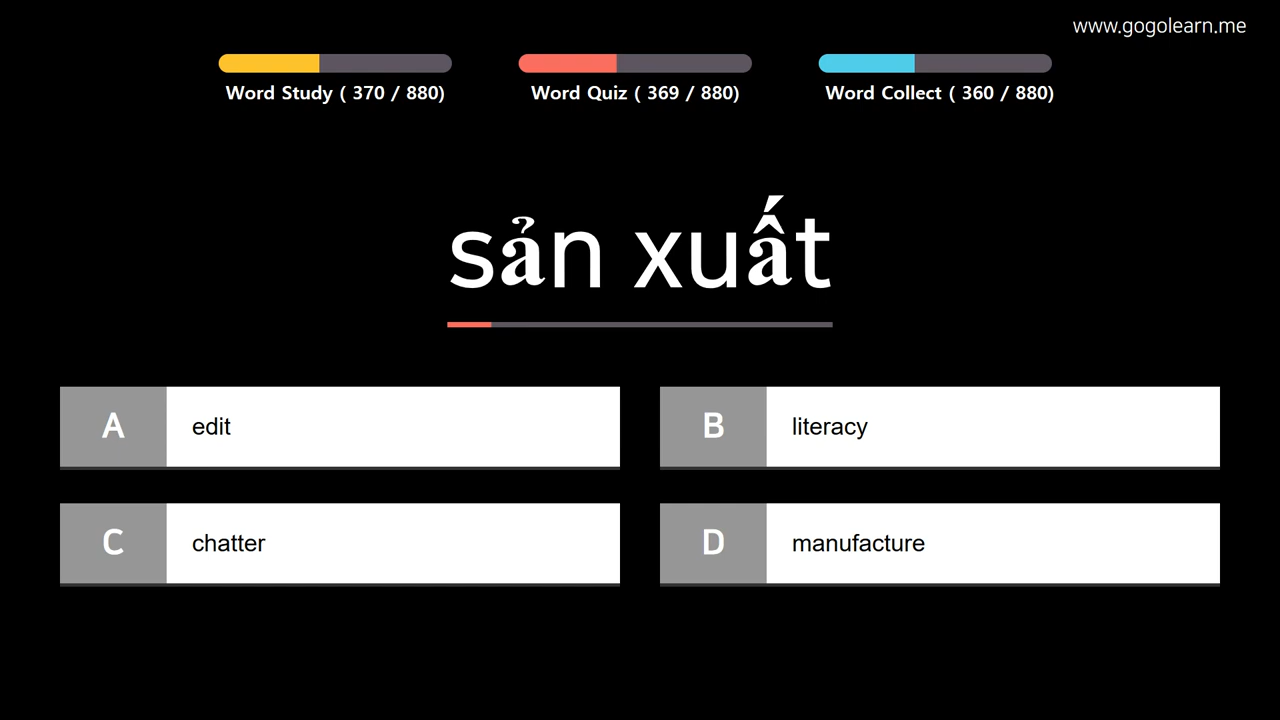 www.gogolearn.me
Word Study ( 370 / 880)
Word Quiz ( 369 / 880)
Word Collect ( 360 / 880)
sản xuất
A edit
B literacy
C chatter
D manufacture